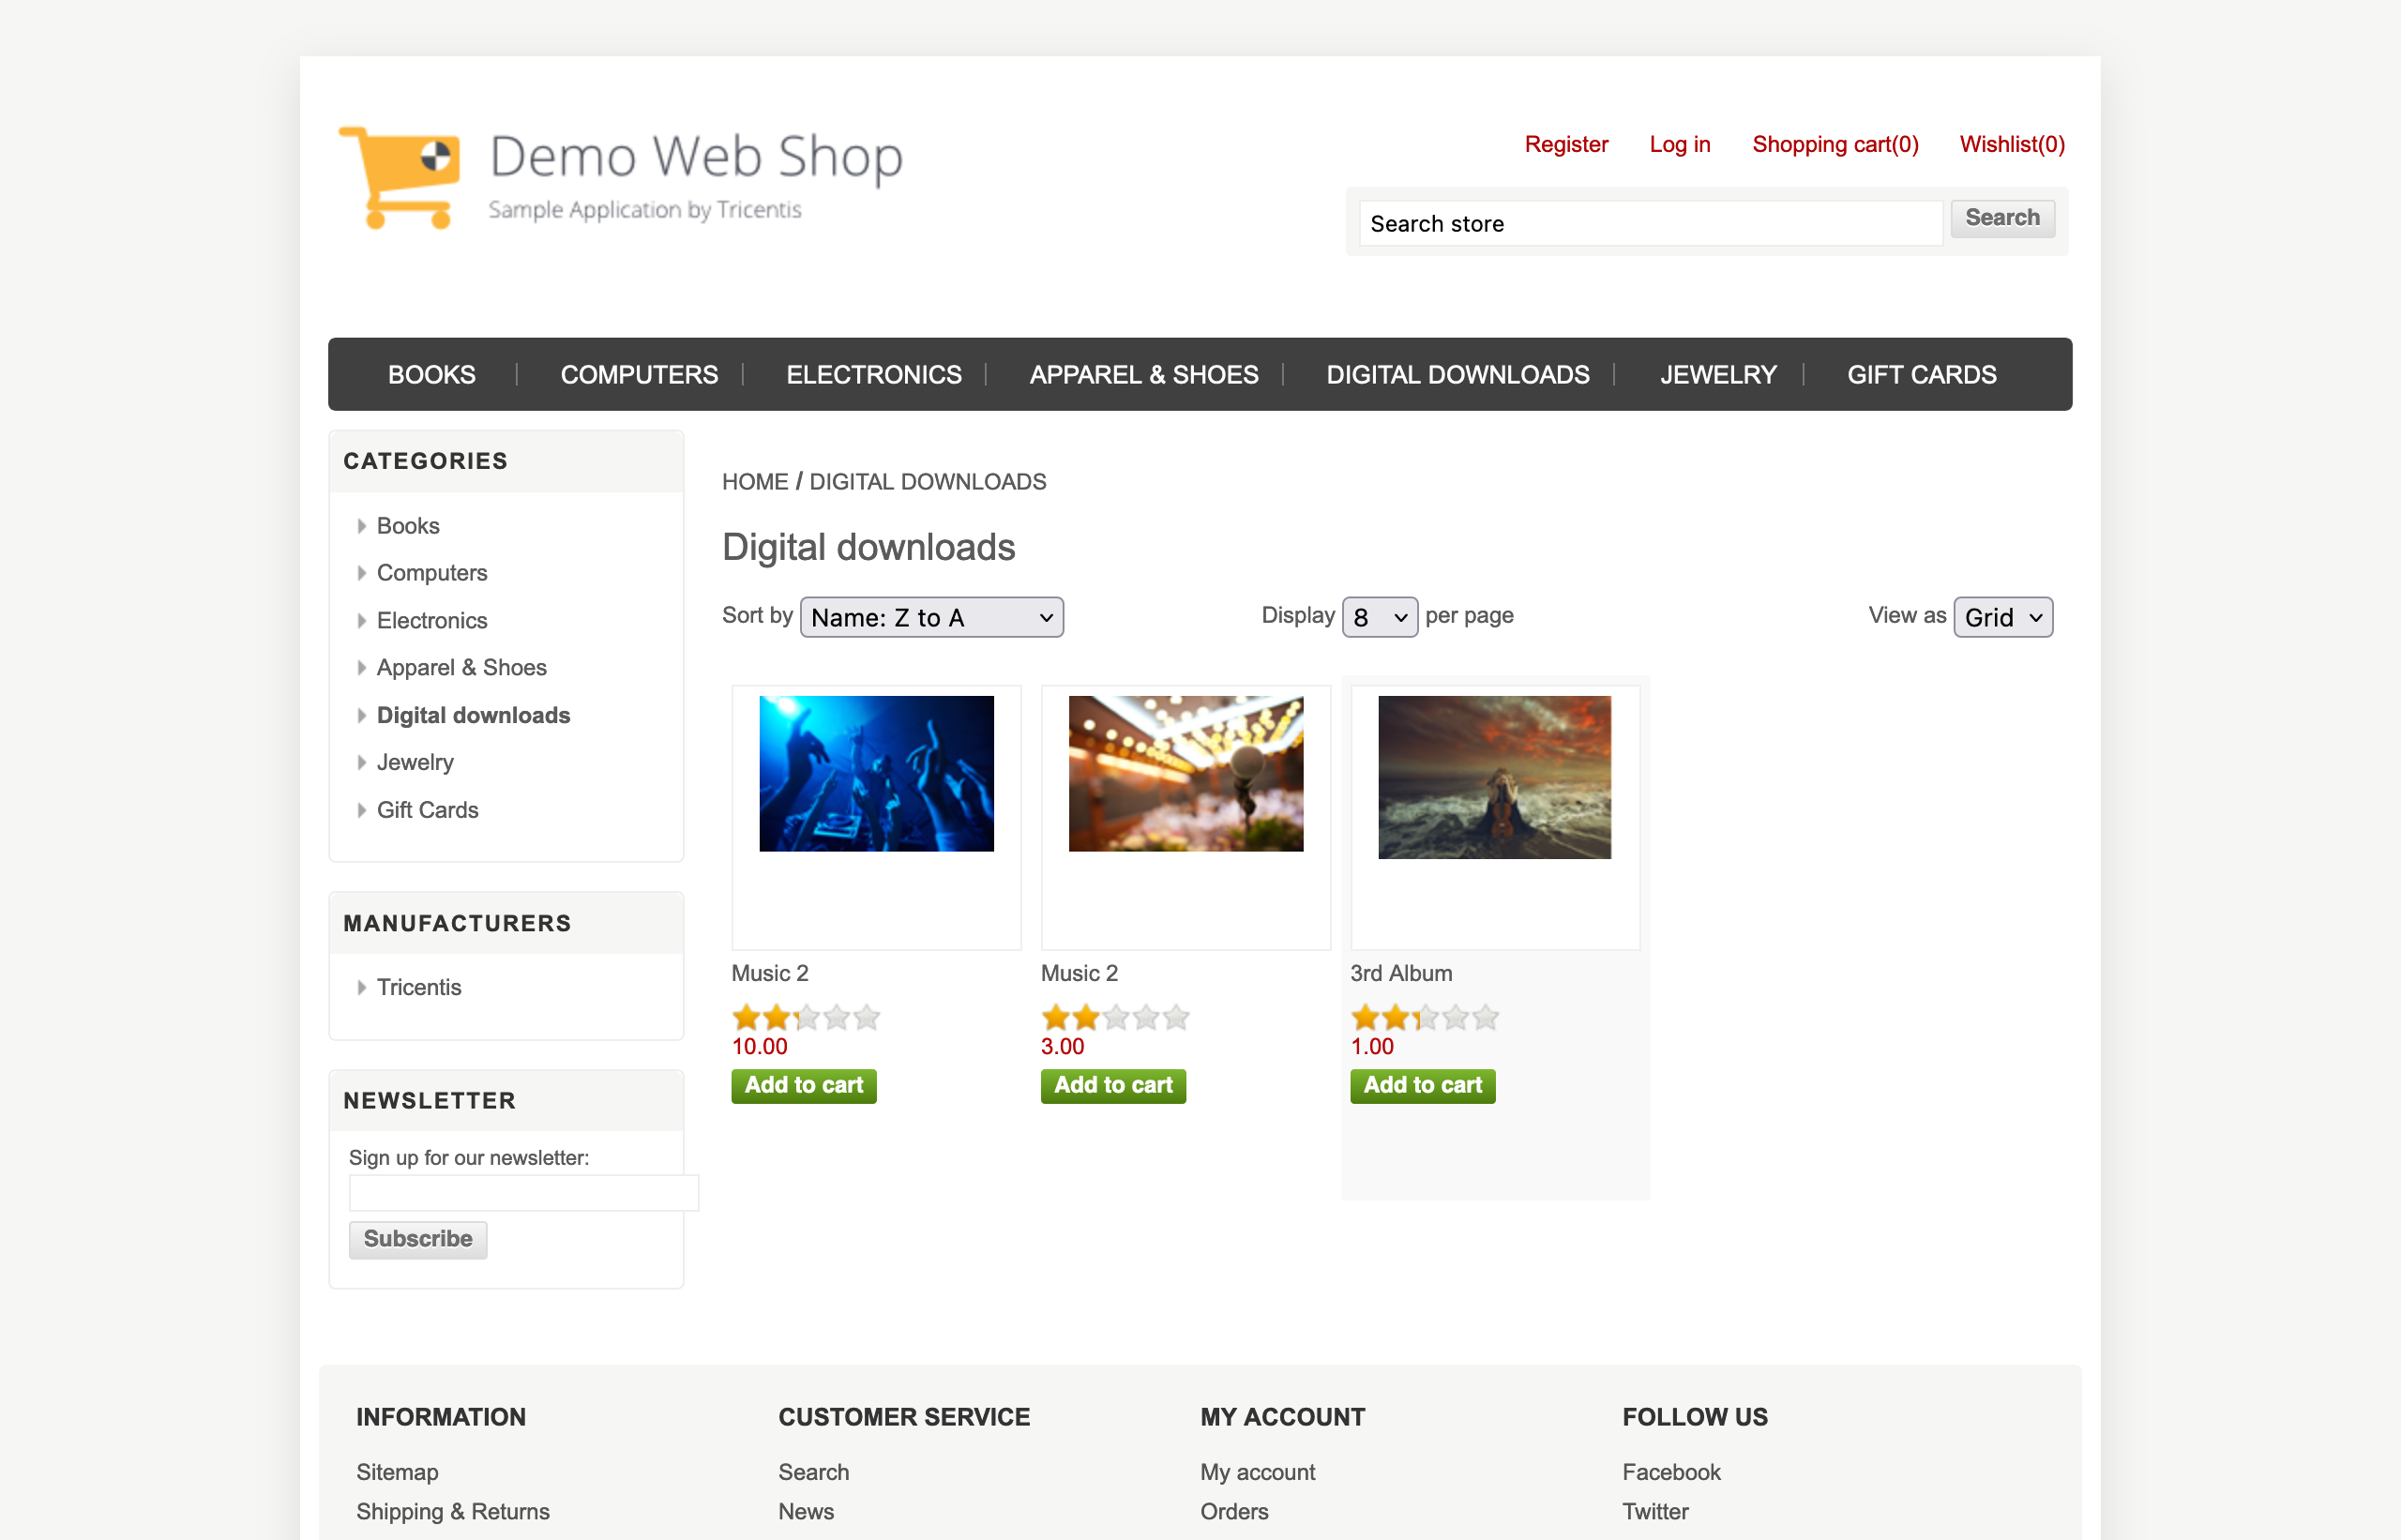 Demo Web Shop
Sample Application by Tricentis
Register Log in Shopping cart(0) Wishlist(0)
Search store Search
BOOKS COMPUTERS ELECTRONICS APPAREL & SHOES DIGITAL DOWNLOADS JEWELRY GIFT CARDS
CATEGORIES
Books
Computers
Electronics
Apparel & Shoes
Digital downloads
Jewelry
Gift Cards
MANUFACTURERS
Tricentis
NEWSLETTER
Sign up for our newsletter:
Subscribe
HOME / DIGITAL DOWNLOADS
Digital downloads
Sort by Name: Z to A Display 8 per page View as Grid
Music 2
10.00
Add to cart
Music 2
3.00
Add to cart
3rd Album
1.00
Add to cart
INFORMATION
Sitemap
Shipping & Returns
CUSTOMER SERVICE
Search
News
MY ACCOUNT
My account
Orders
FOLLOW US
Facebook
Twitter